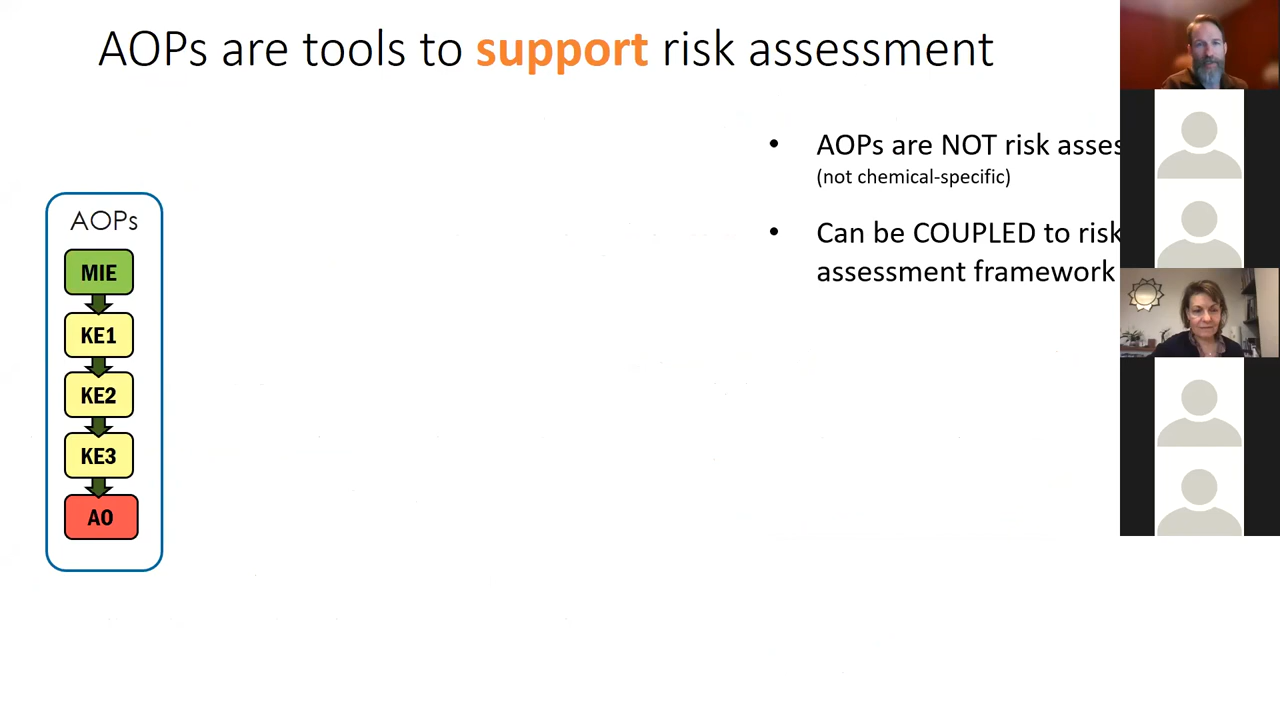 AOPs are tools to support risk assessment
• AOPs are NOT risk
(not chemical-specific)
• Can be COUPLED to risk
assessment framework
AOPs
MIE
KE1
KE2
KE3
AO